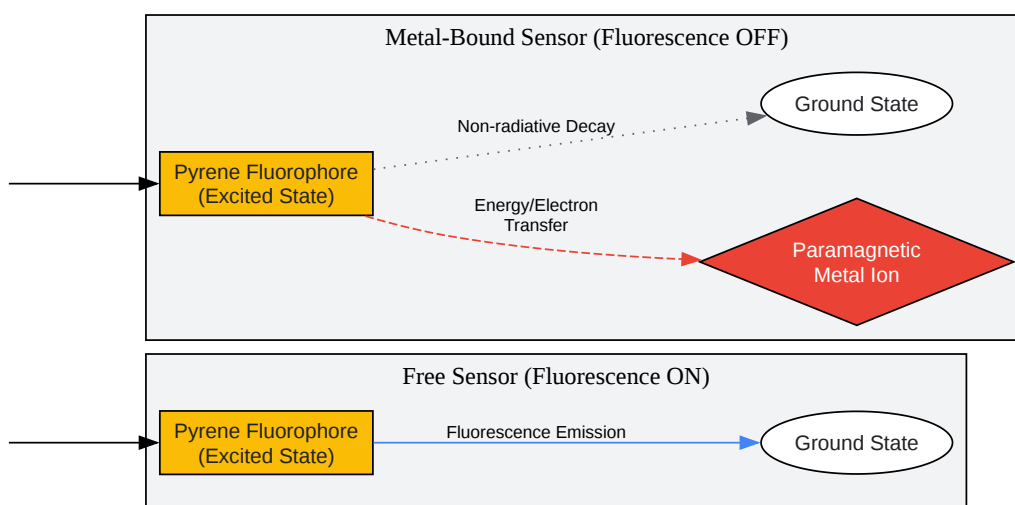 Metal-Bound Sensor (Fluorescence OFF)
Ground State
Non-radiative Decay
Pyrene Fluorophore
(Excited State)
Energy/Electron
Transfer
Paramagnetic
Metal Ion
Free Sensor (Fluorescence ON)
Pyrene Fluorophore
(Excited State)
Fluorescence Emission
Ground State